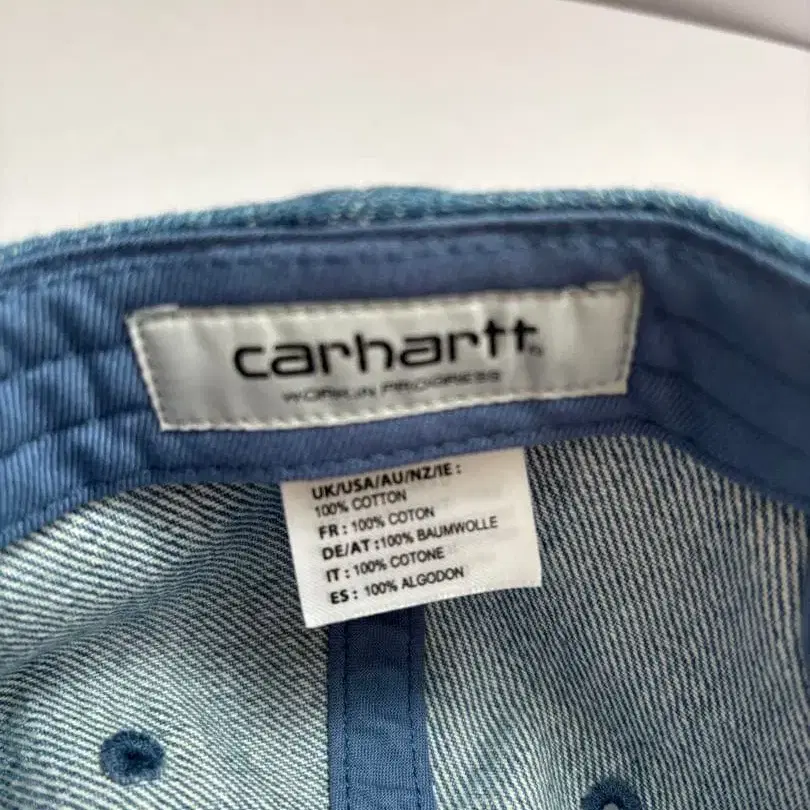 carhartt
WORK IN PROGRESS
UK/USA/AU/NZ/IE :
100% COTTON
FR : 100% COTON
DE/AT :100% BAUMWOLLE
IT : 100% COTONE
ES : 100% ALGODON